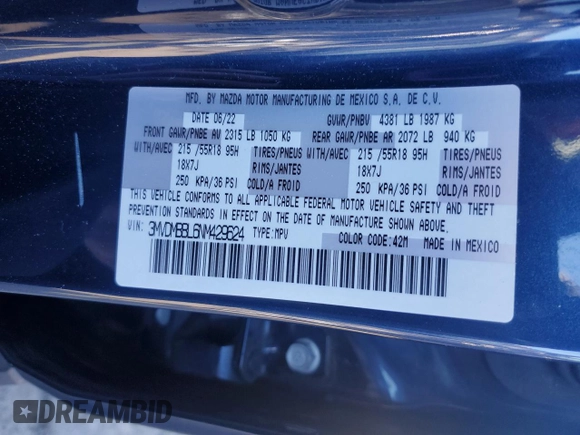 MFD. BY MAZDA MOTOR MANUFACTURING DE MEXICO S.A. DE C.V.
DATE 06/22 GVWR/PNBV 4381 LB 1987 KG
FRONT GAWR/PNBE AV 2315 LB 1050 KG REAR GAWR/PNBE AR 2072 LB 940 KG
WITH/AVEC 215 /55R18 95H TIRES/PNEUS WITH/AVEC 215 /55R18 95H TIRES/PNEUS
18X7J RIMS/JANTES 18X7J RIMS/JANTES
250 KPA/36 PSI COLD/A FROID 250 KPA/36 PSI COLD/A FROID
THIS VEHICLE CONFORMS TO ALL APPLICABLE FEDERAL MOTOR VEHICLE SAFETY AND THEFT
PREVENTION STANDARDS IN EFFECT ON THE DATE OF MANUFACTURE SHOWN ABOVE.
VIN: 3MVDMBBL6NM429624 TYPE:MPV COLOR CODE:42M MADE IN MEXICO
DREAMBID